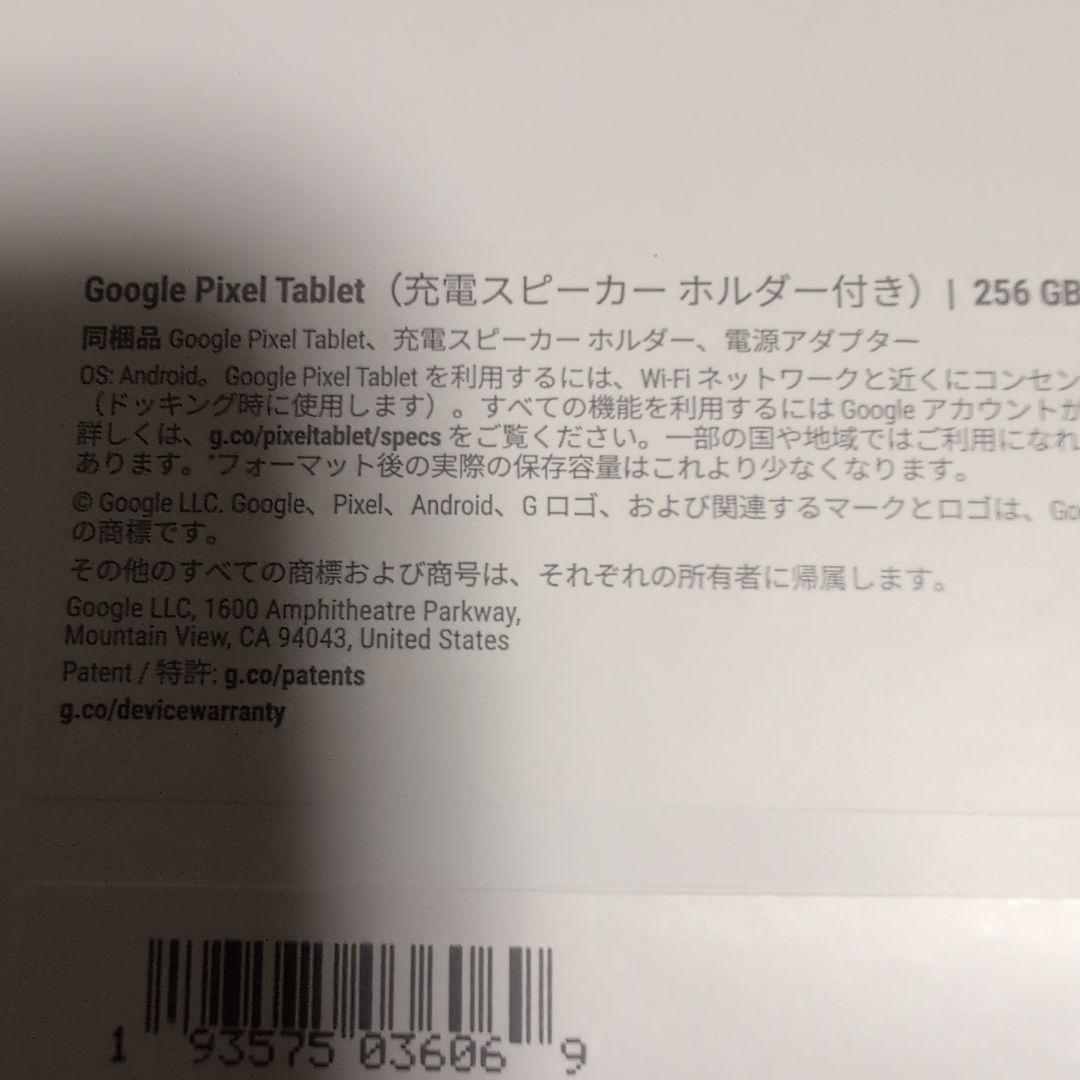 Google Pixel Tablet（充電スピーカー ホルダー付き）| 256 GB
同梱品 Google Pixel Tablet、充電スピーカー ホルダー、電源アダプター
OS: Android。 Google Pixel Tablet を利用するには、Wi-Fi ネットワークと近くにコンセン
（ドッキング時に使用します）。すべての機能を利用するには Google アカウントが
詳しくは、g.co/pixeltablet/specs をご覧ください。一部の国や地域ではご利用になれ
あります。*フォーマット後の実際の保存容量はこれより少なくなります。
© Google LLC. Google、Pixel、Android、G ロゴ、および関連するマークとロゴは、Go
の商標です。
その他のすべての商標および商号は、それぞれの所有者に帰属します。
Google LLC, 1600 Amphitheatre Parkway,
Mountain View, CA 94043, United States
Patent / 特許: g.co/patents
g.co/devicewarranty
1 93575 03606 9